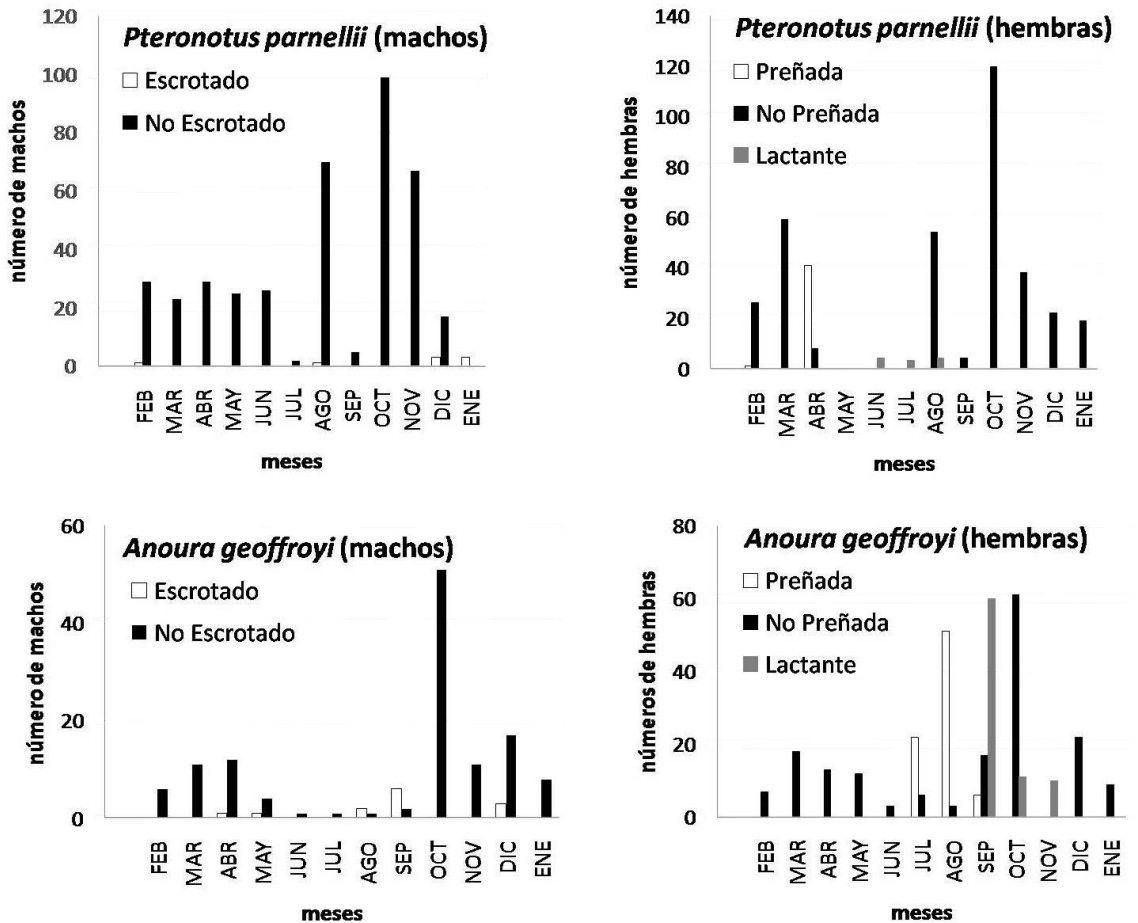 Pteronotus parnellii (machos)
Escrotado
No Escrotado
número de machos
120
100
80
60
40
20
0
FEB
MAR
ABR
MAY
JUN
JUL
AGO
SEP
OCT
NOV
DIC
ENE
meses
Pteronotus parnellii (hembras)
Preñada
No Preñada
Lactante
número de hembras
140
120
100
80
60
40
20
0
FEB
MAR
ABR
MAY
JUN
JUL
AGO
SEP
OCT
NOV
DIC
ENE
meses
Anoura geoffroyi (machos)
Escrotado
No Escrotado
número de machos
60
40
20
0
FEB
MAR
ABR
MAY
JUN
JUL
AGO
SEP
OCT
NOV
DIC
ENE
meses
Anoura geoffroyi (hembras)
Preñada
No Preñada
Lactante
números de hembras
80
60
40
20
0
FEB
MAR
ABR
MAY
JUN
JUL
AGO
SEP
OCT
NOV
DIC
ENE
meses